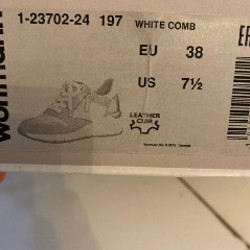 1-23702-24 197 WHITE COMB
EU 38
US 7½
LEATHER
CUIR